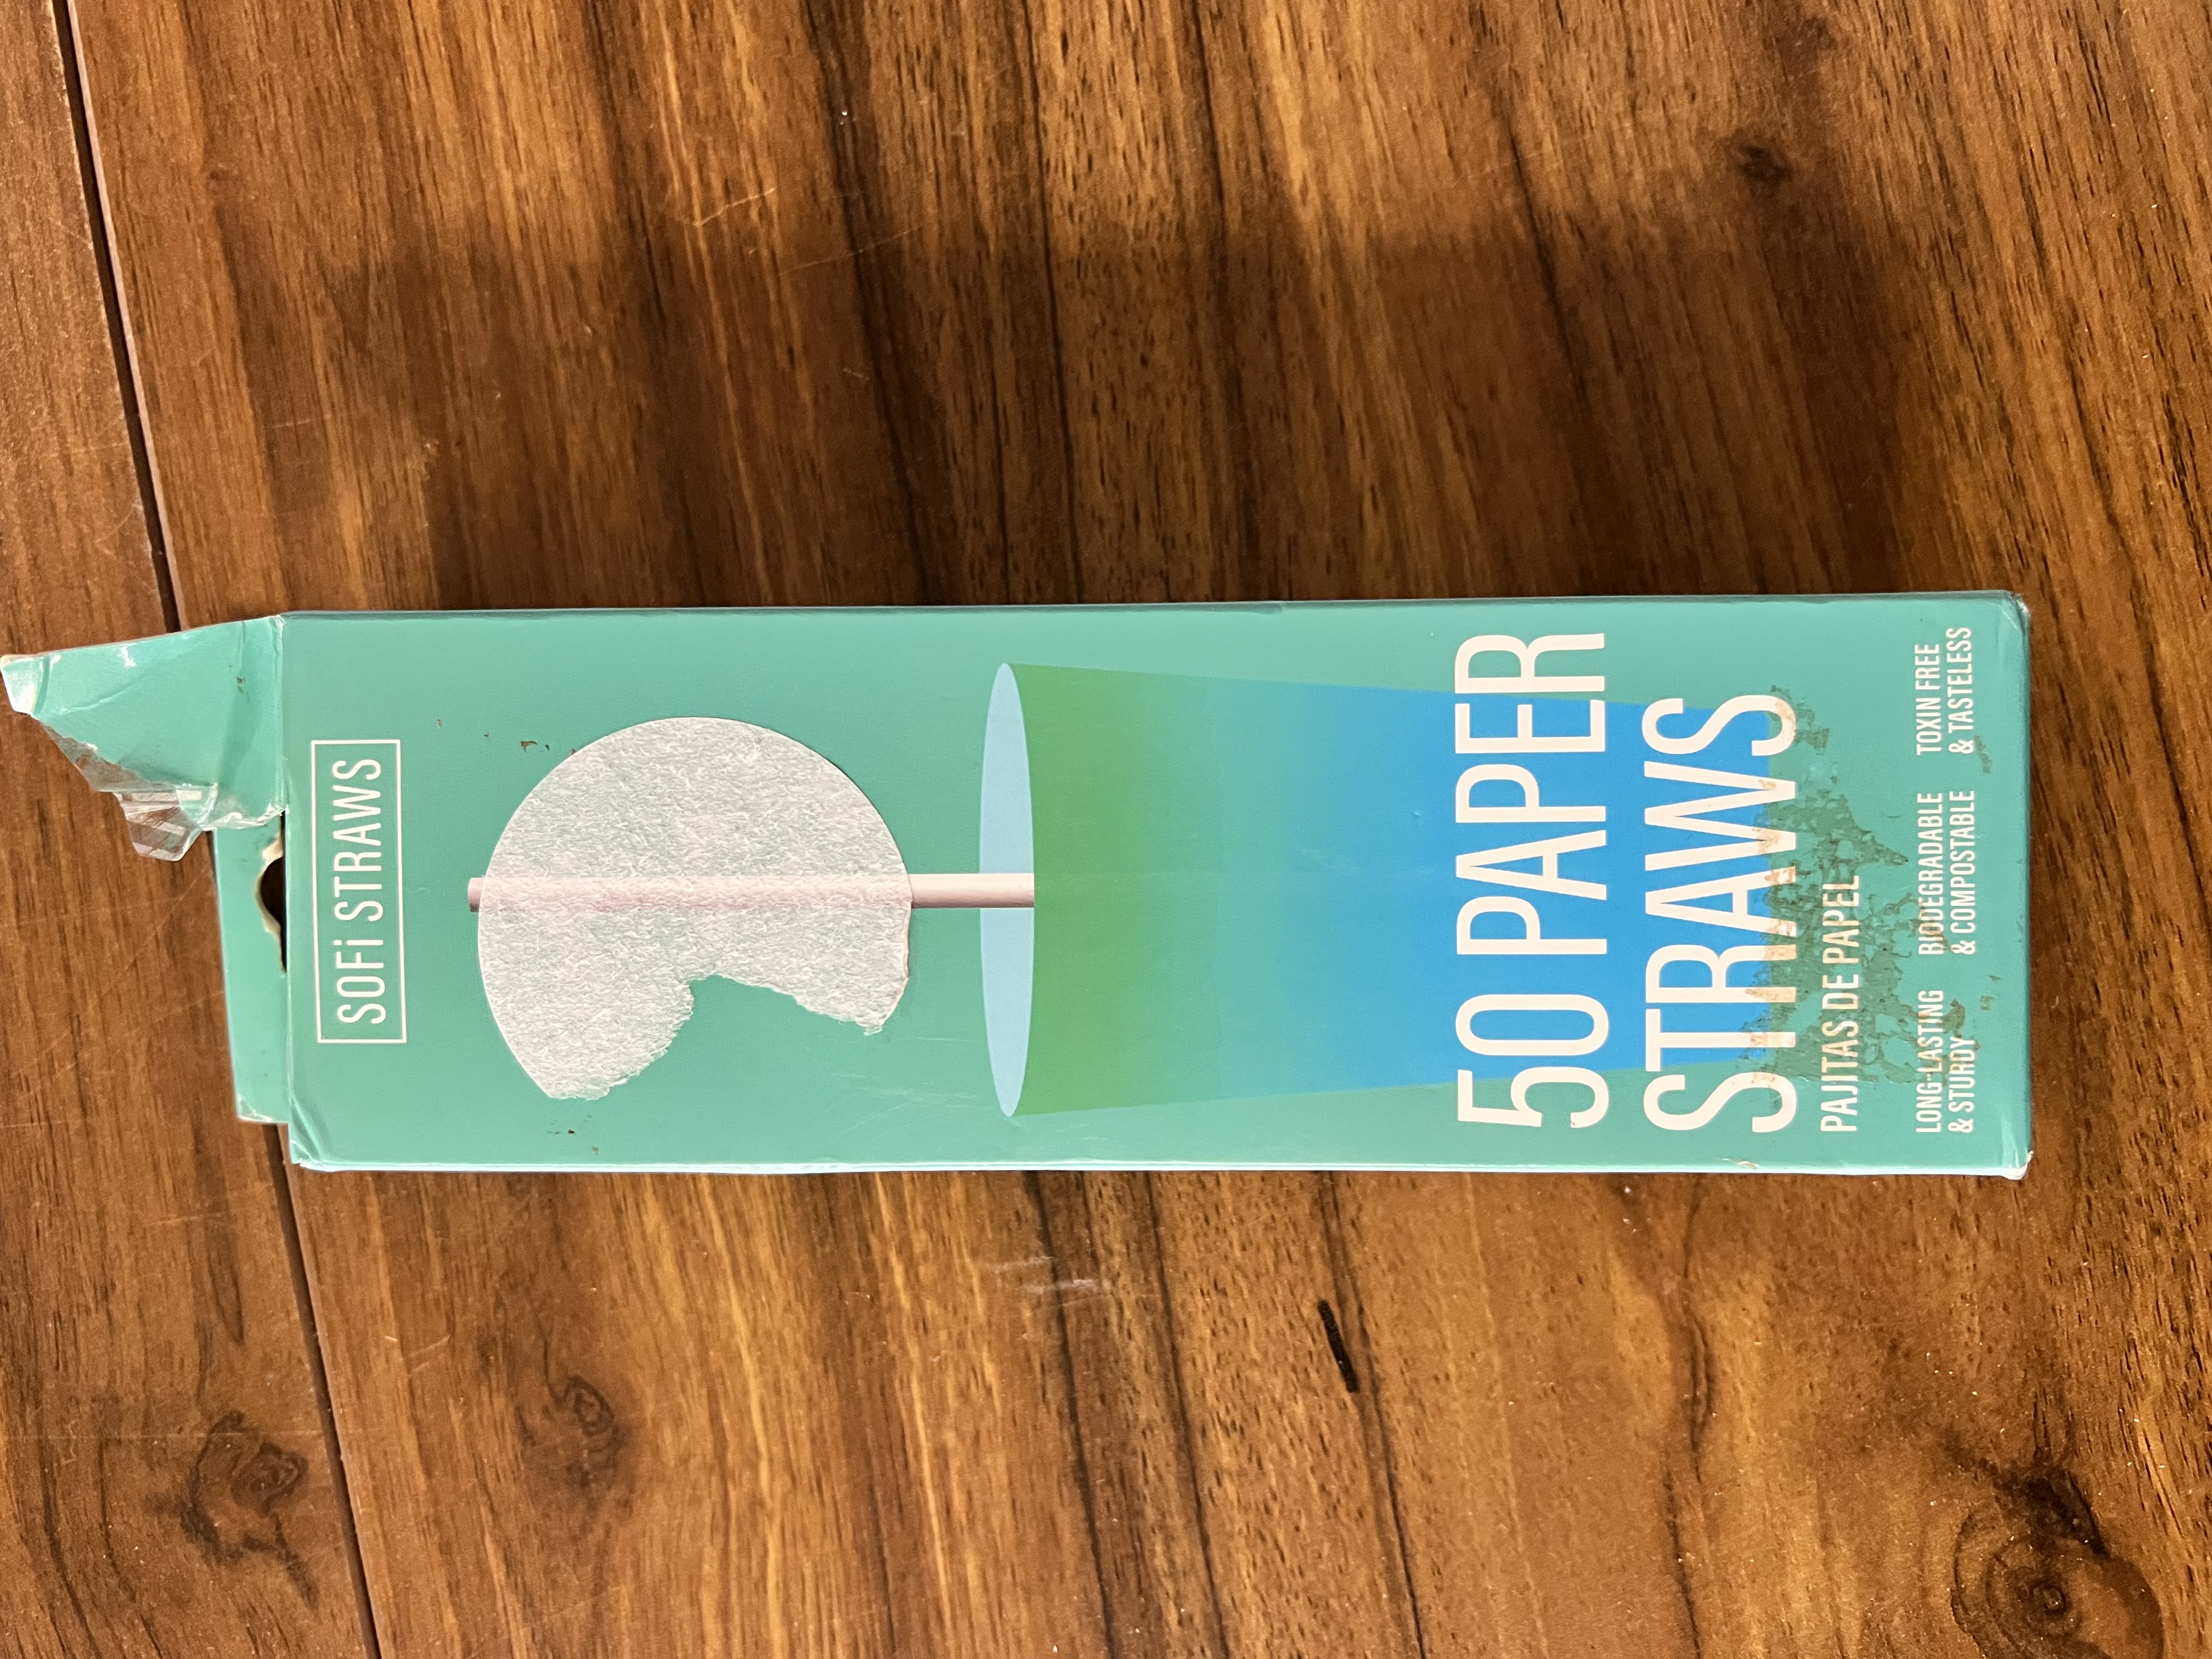 SOFi STRAWS
50 PAPER
STRAWS
PAJITAS DE PAPEL
LONG-LASTING
& STURDY
BIODEGRADABLE
& COMPOSTABLE
TOXIN FREE
& TASTELESS